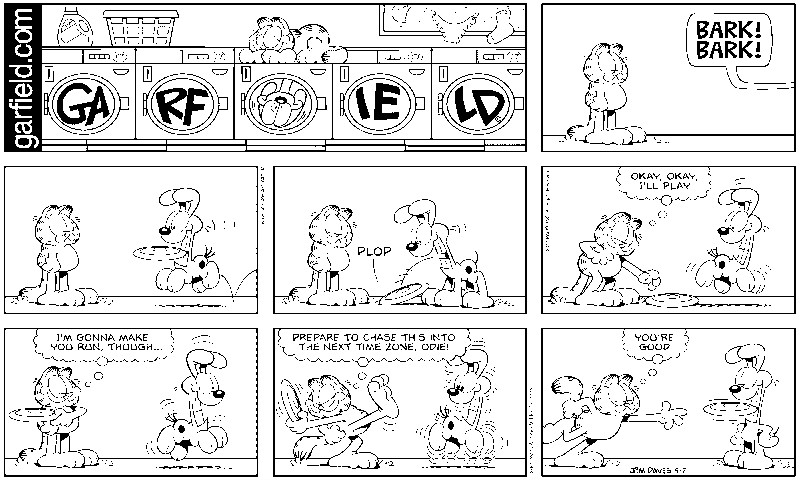 garfield.com
GA RF IE LD
BARK!
BARK!
PLOP
OKAY, OKAY,
I'LL PLAY
I'M GONNA MAKE
YOU RUN, THOUGH...
PREPARE TO CHASE THIS INTO
THE NEXT TIME ZONE, ODIE!
YOU'RE
GOOD
JIM DAVIS 9-7